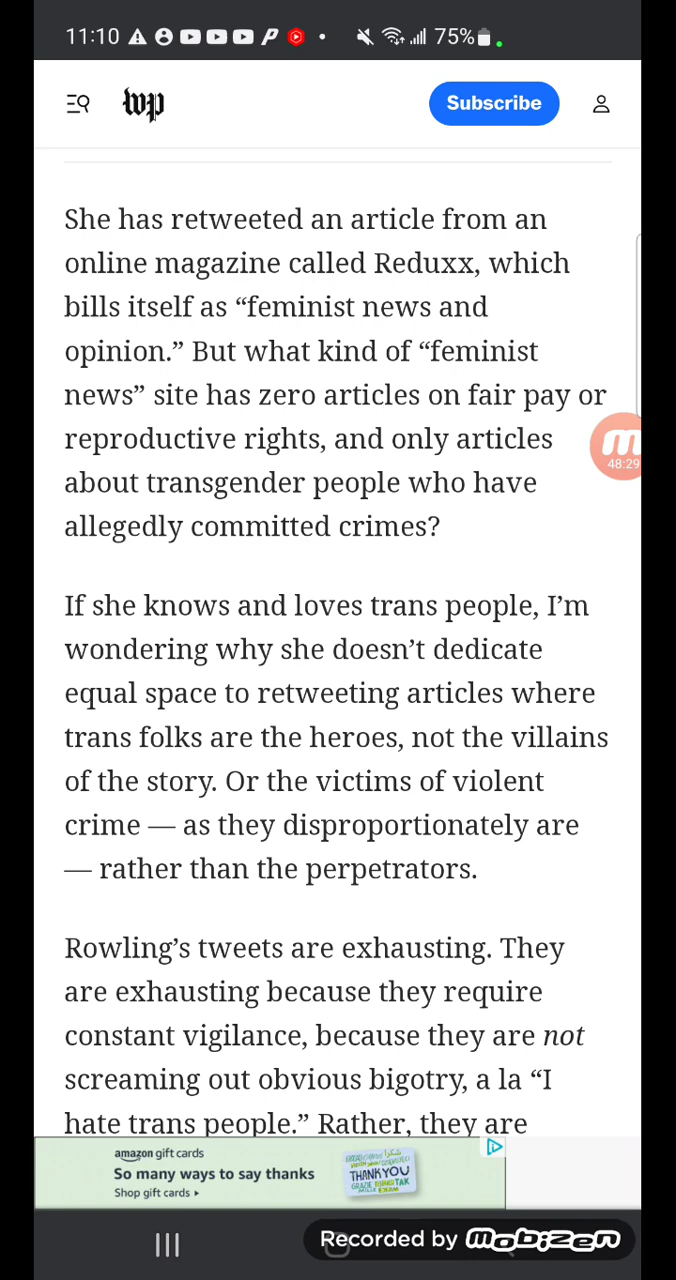 11:10 75%
wp
Subscribe
She has retweeted an article from an
online magazine called Reduxx, which
bills itself as “feminist news and
opinion.” But what kind of “feminist
news” site has zero articles on fair pay or
reproductive rights, and only articles
about transgender people who have
allegedly committed crimes?
48:29
If she knows and loves trans people, I’m
wondering why she doesn’t dedicate
equal space to retweeting articles where
trans folks are the heroes, not the villains
of the story. Or the victims of violent
crime — as they disproportionately are
— rather than the perpetrators.
Rowling’s tweets are exhausting. They
are exhausting because they require
constant vigilance, because they are not
screaming out obvious bigotry, a la “I
hate trans people.” Rather, they are
amazon gift cards
So many ways to say thanks
Shop gift cards
THANK YOU
Recorded by mobizen